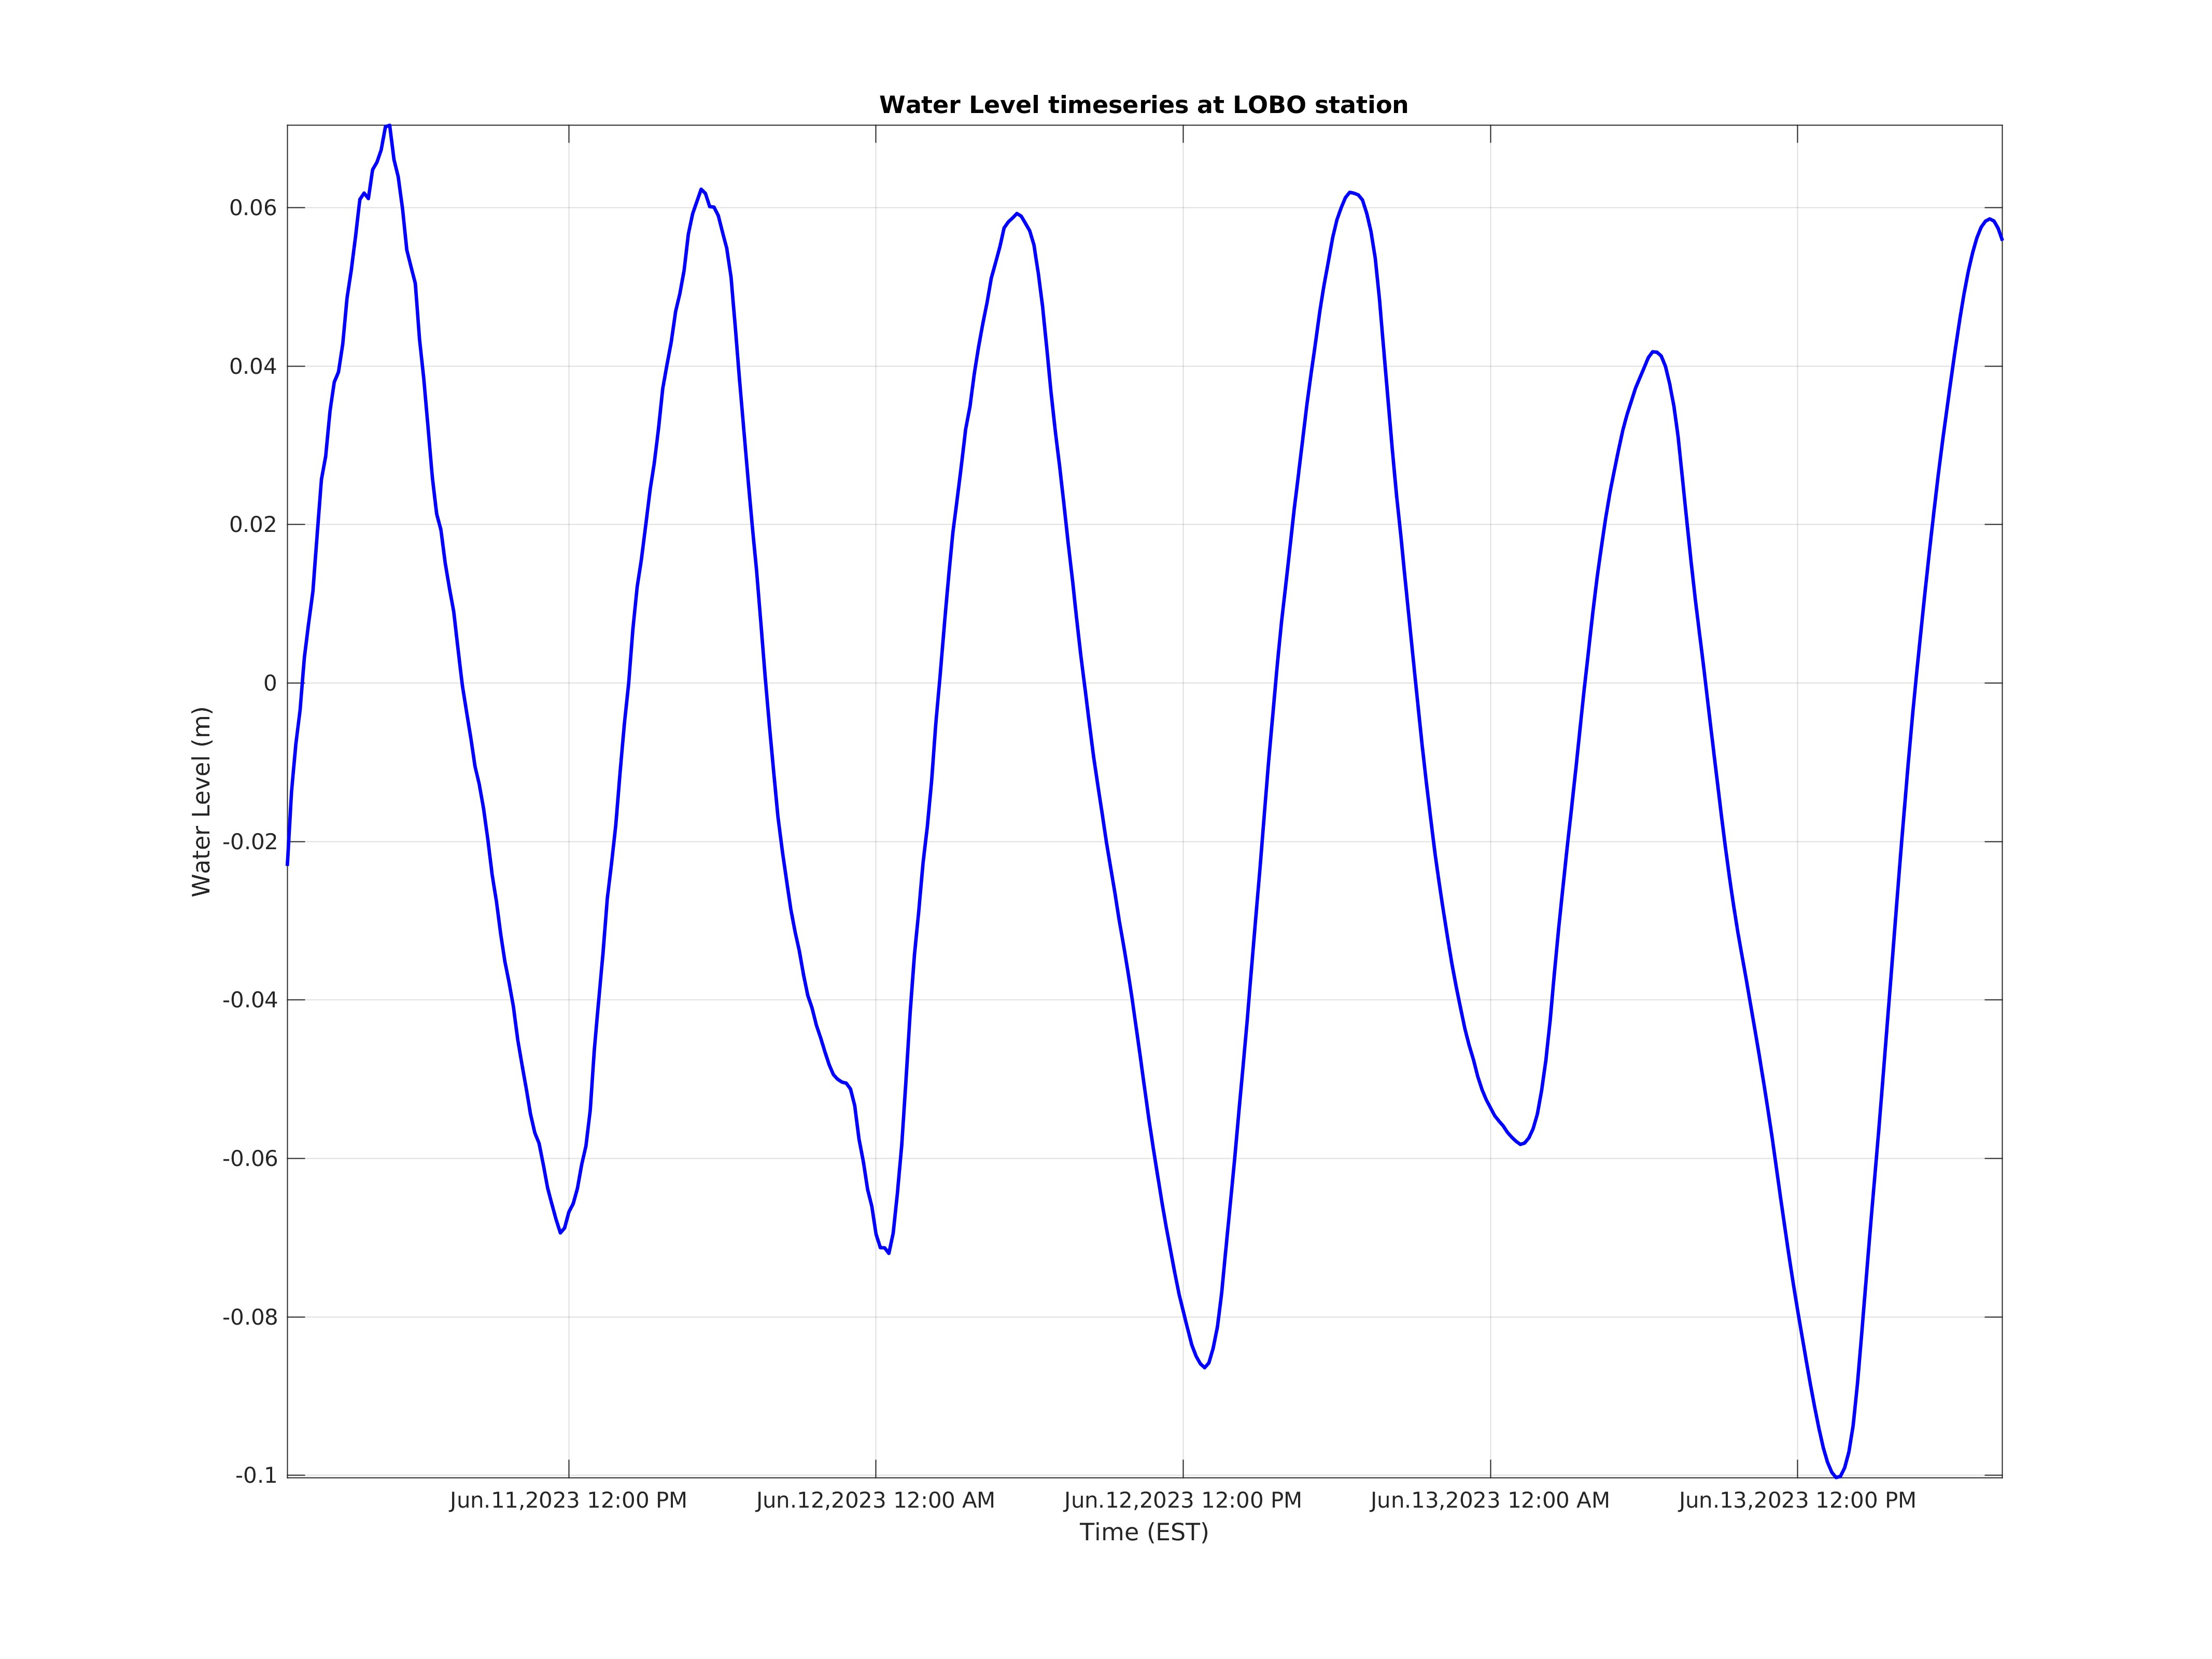 Water Level timeseries at LOBO station
0.06
0.04
0.02
0
-0.02
-0.04
-0.06
-0.08
-0.1
Water Level (m)
Jun.11,2023 12:00 PM
Jun.12,2023 12:00 AM
Jun.12,2023 12:00 PM
Jun.13,2023 12:00 AM
Jun.13,2023 12:00 PM
Time (EST)